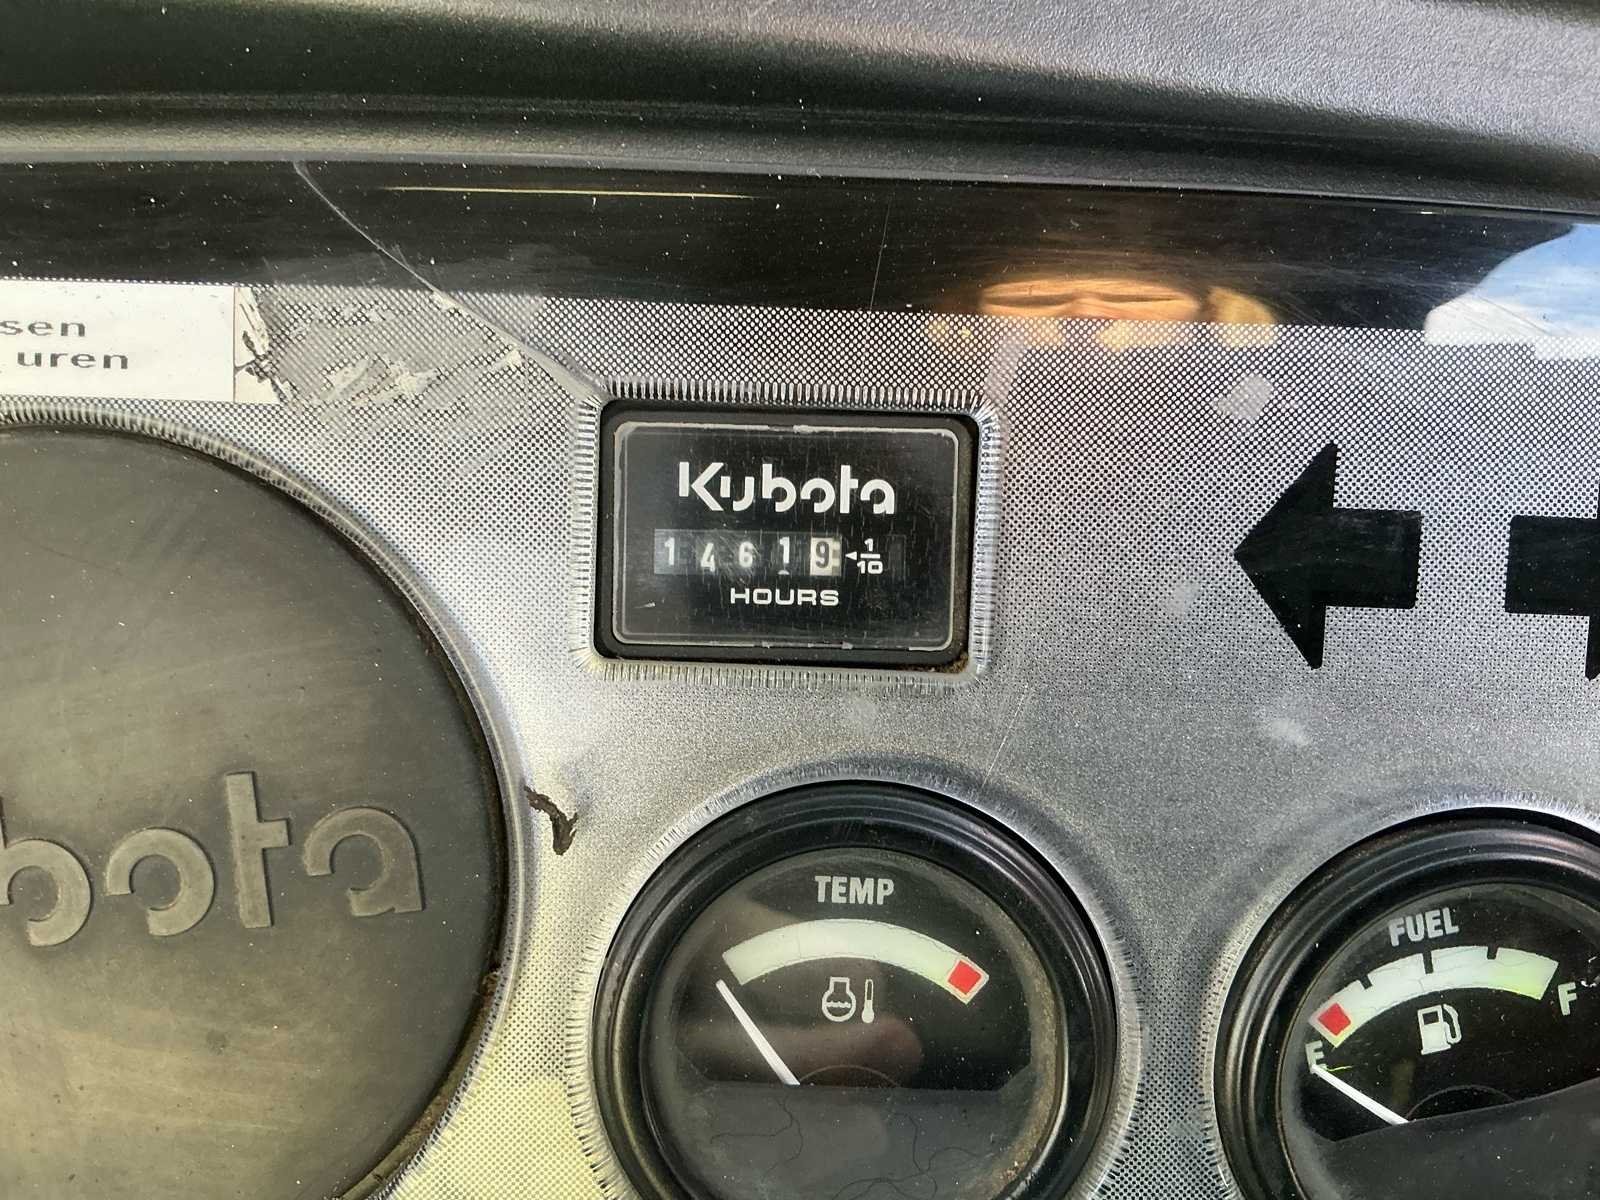 sen
uren
Kubota
14619 ◄ 1/10
HOURS
bota
TEMP
FUEL
E
F